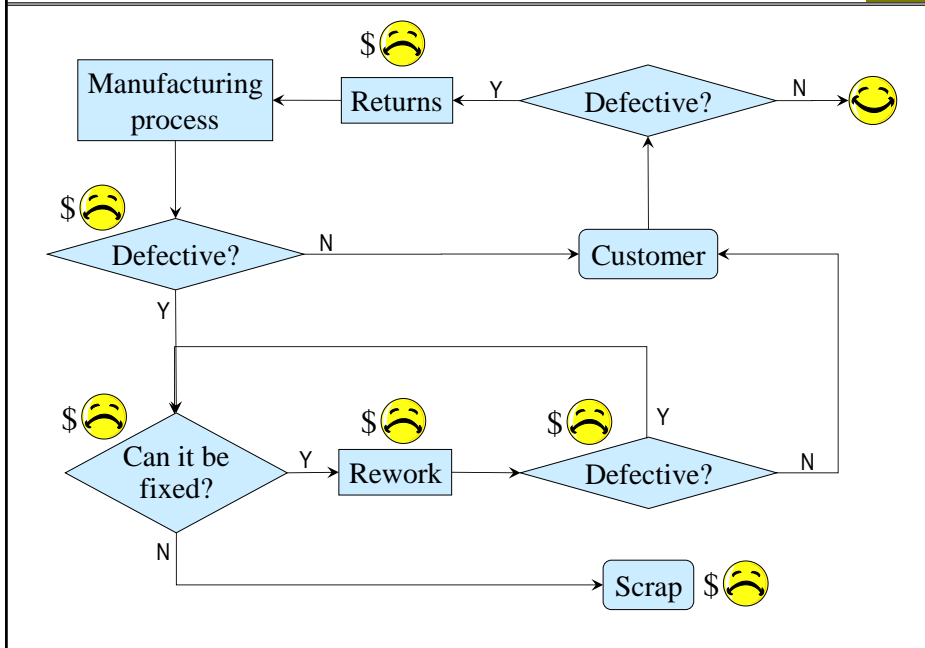 $
Manufacturing
process
Returns
Y
Defective?
N
$
Defective?
N
Customer
Y
$
Can it be
fixed?
Y
$
Rework
$
Defective?
Y
N
N
Scrap
$